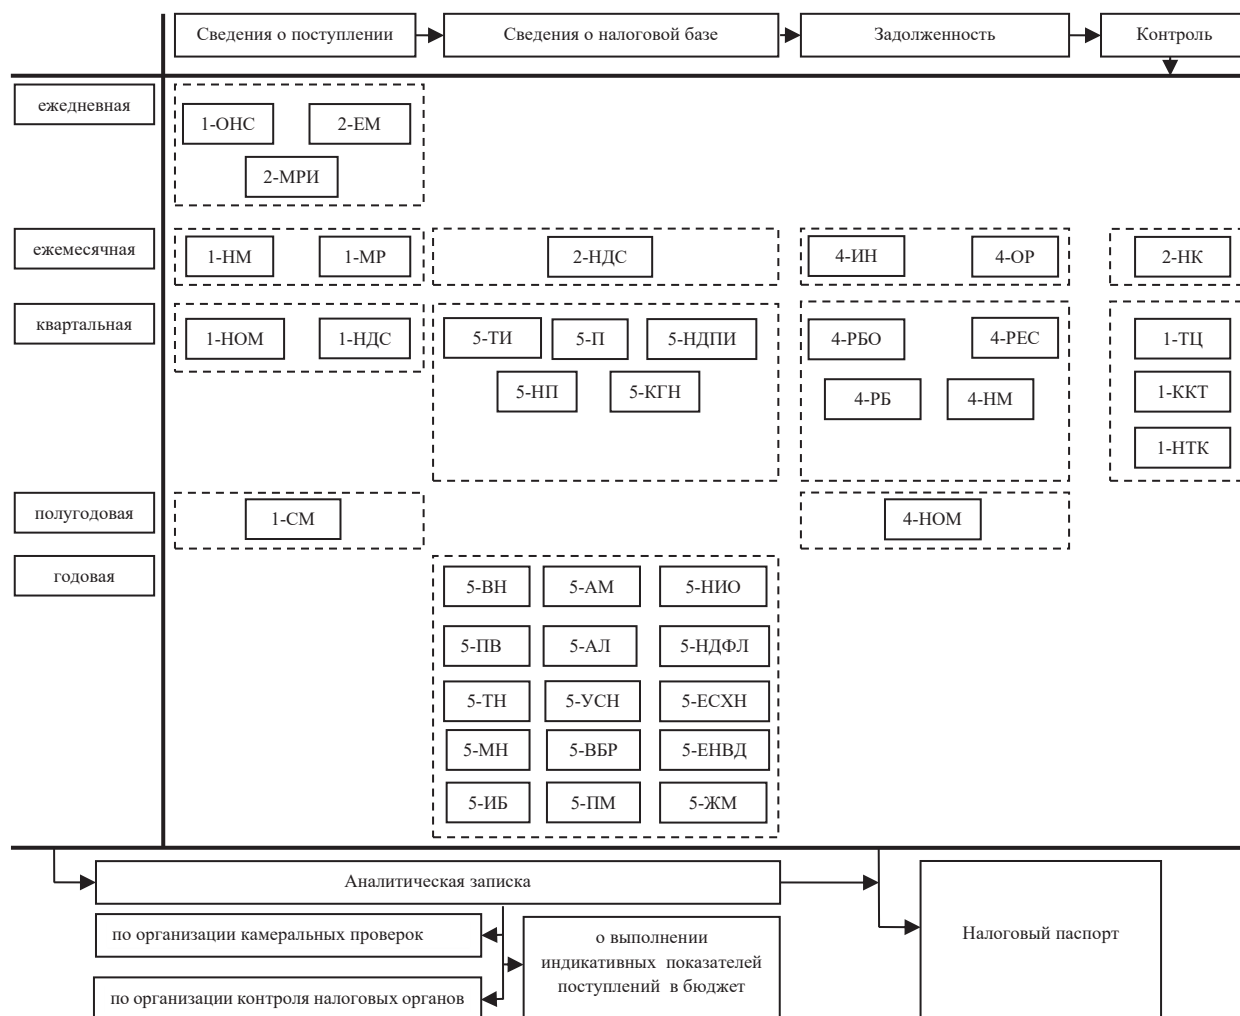 Сведения о поступлении
Сведения о налоговой базе
Задолженность
Контроль
ежедневная
1-ОНС
2-ЕМ
2-МРИ
ежемесячная
1-НМ
1-МР
2-НДС
4-ИН
4-ОР
2-НК
квартальная
1-НОМ
1-НДС
5-ТИ
5-П
5-НДПИ
4-РБО
4-РЕС
1-ТЦ
5-НП
5-КГН
4-РБ
4-НМ
1-ККТ
1-НТК
полугодовая
1-СМ
4-НОМ
годовая
5-ВН
5-АМ
5-НИО
5-ПВ
5-АЛ
5-НДФЛ
5-ТН
5-УСН
5-ЕСХН
5-МН
5-ВБР
5-ЕНВД
5-ИБ
5-ПМ
5-ЖМ
Аналитическая записка
по организации камеральных проверок
по организации контроля налоговых органов
о выполнении
индикативных показателей
поступлений в бюджет
Налоговый паспорт